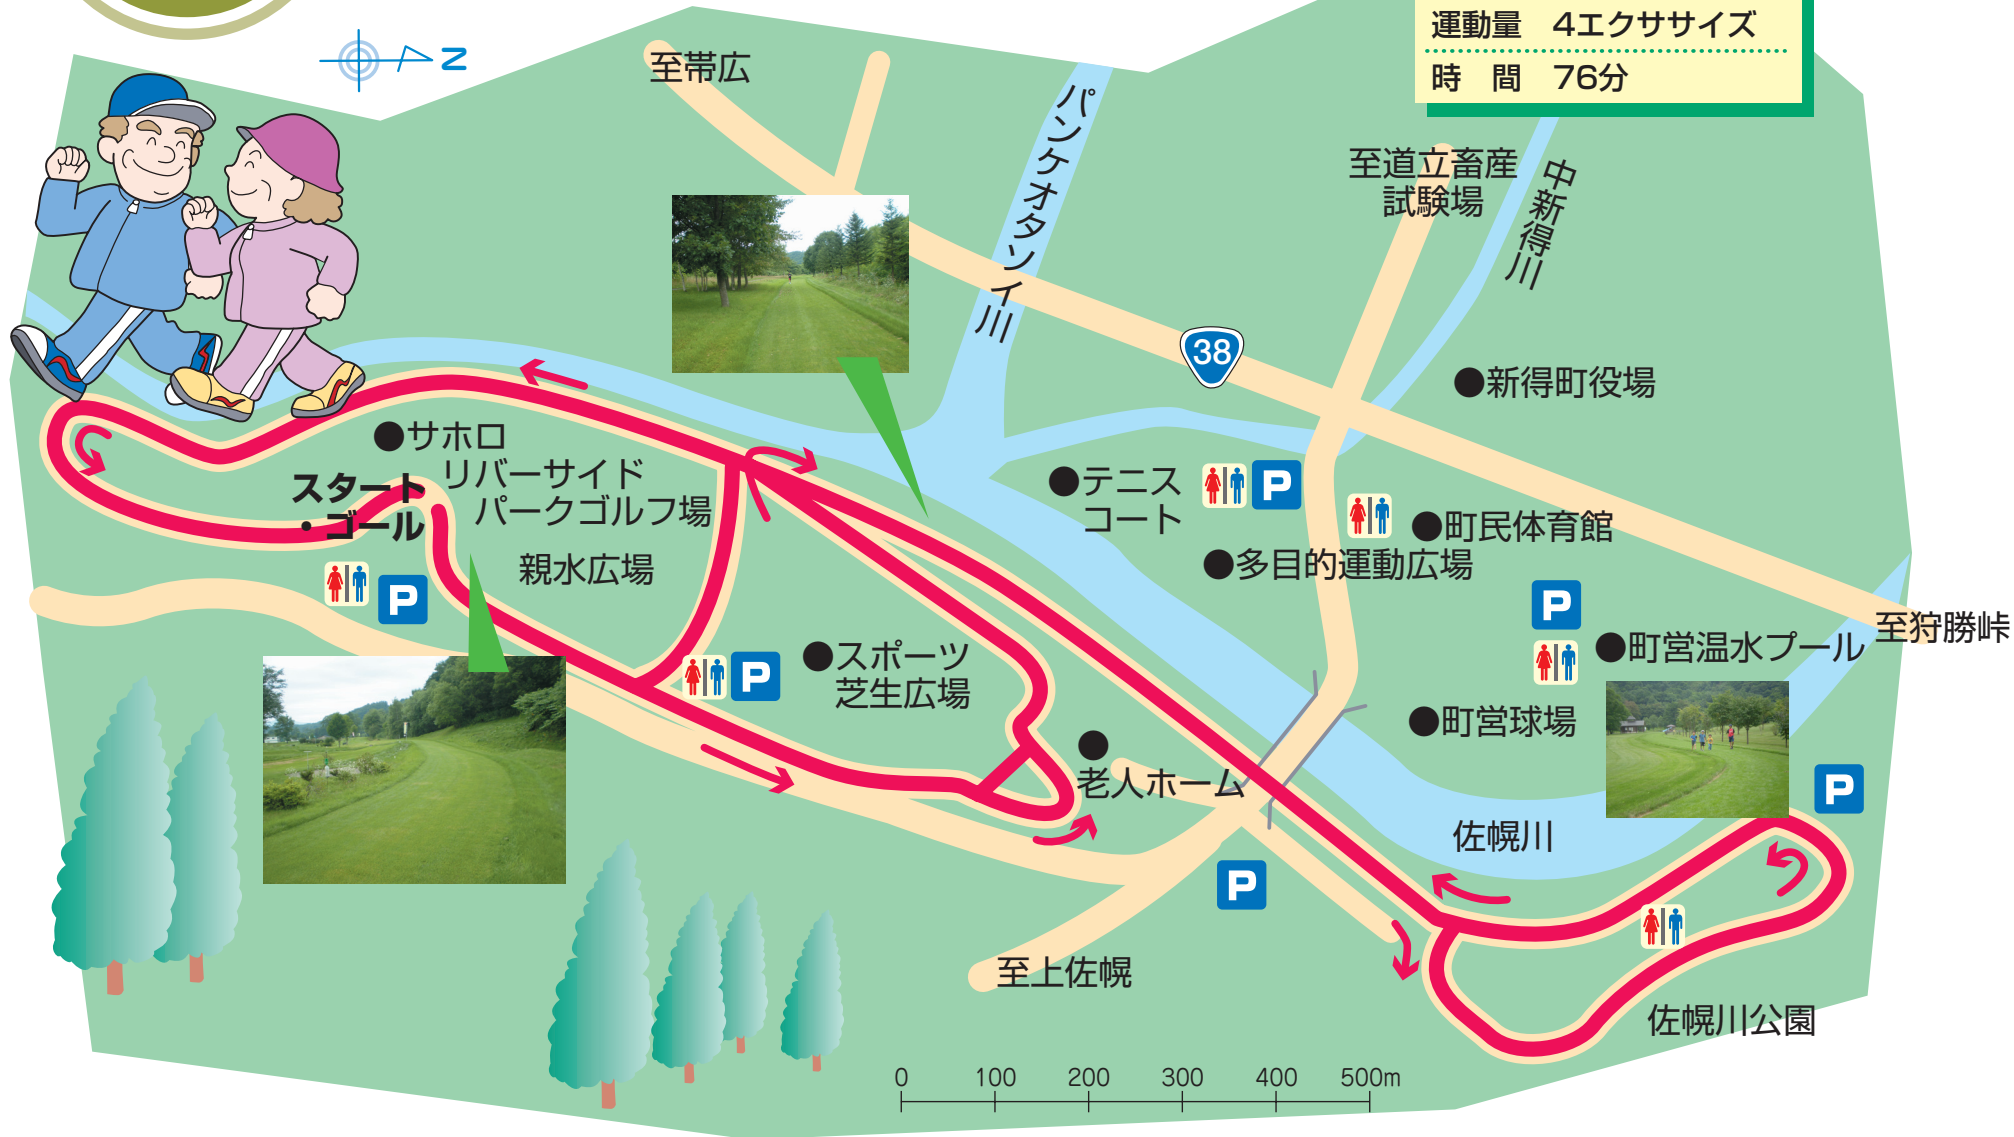 運動量　4エクササイズ
時　間　76分
N
至帯広
パンケオタソイ川
至道立畜産
試験場
中新得川
38
●新得町役場
●サホロ
リバーサイド
パークゴルフ場
スタート
・ゴール
親水広場
●テニス
コート
P
●町民体育館
●多目的運動広場
P
P
至狩勝峠
●町営温水プール
●スポーツ
芝生広場
P
●町営球場
●
老人ホーム
P
佐幌川
P
至上佐幌
佐幌川公園
0 100 200 300 400 500m